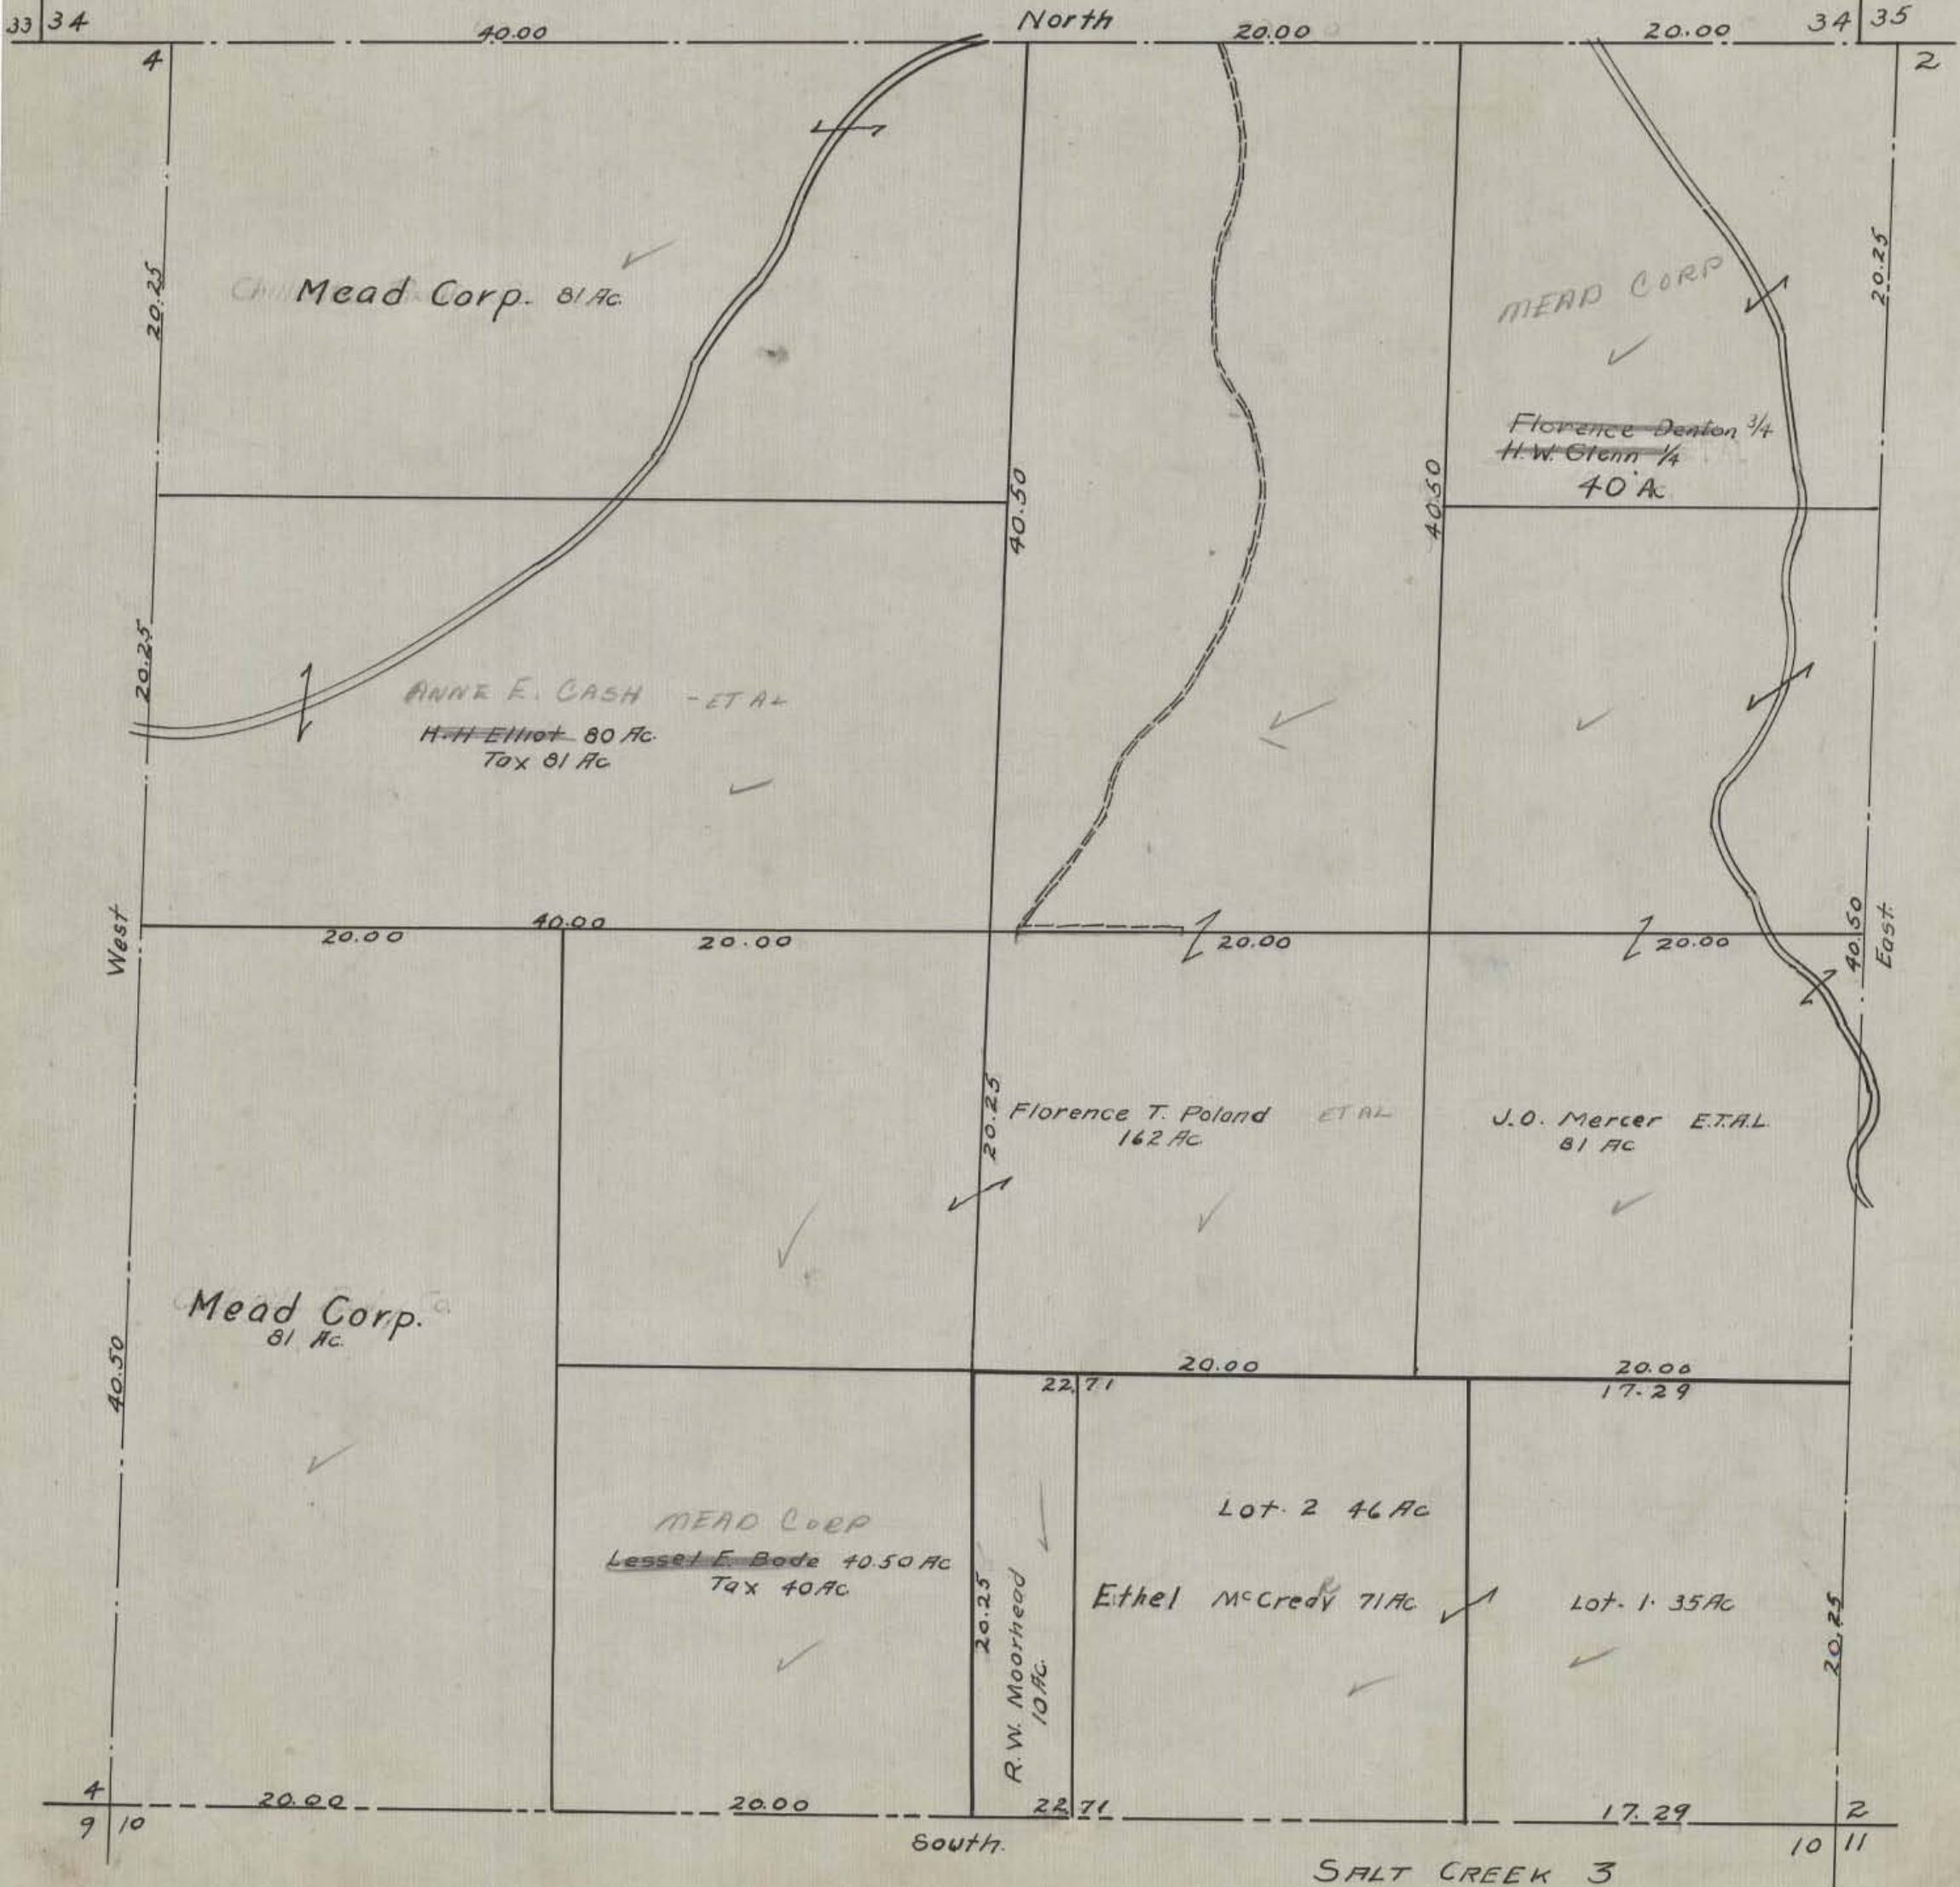 33 34
40.00
North
20.00
20.00
34 35
4
2
20.25
20.25
Mead Corp. 81 Ac.
MEAD CORP
Florence Denton 3/4
H.W. Glenn 1/4
40 Ac
40.50
40.50
20.25
ANNE E. CASH - ET AL
H.H Elliot 80 Ac.
Tax 81 Ac
West
40.00
20.00
20.00
20.00
20.00
40.50
East.
20.25
Florence T. Poland ET AL
162 Ac.
J.O. Mercer E.T.A.L.
81 Ac
Mead Corp.
81 Ac.
40.50
20.00
20.00
22.71
17.29
MEAD CORP
Lessel E. Bode 40.50 Ac
Tax 40 Ac
20.25
R.W. Moorhead
10 Ac.
Lot. 2 46 Ac
Ethel McCredy 71 Ac
Lot. 1. 35 Ac
20.25
4
9 10
20.00
20.00
22.71
17.29
2
10 11
South.
SALT CREEK 3